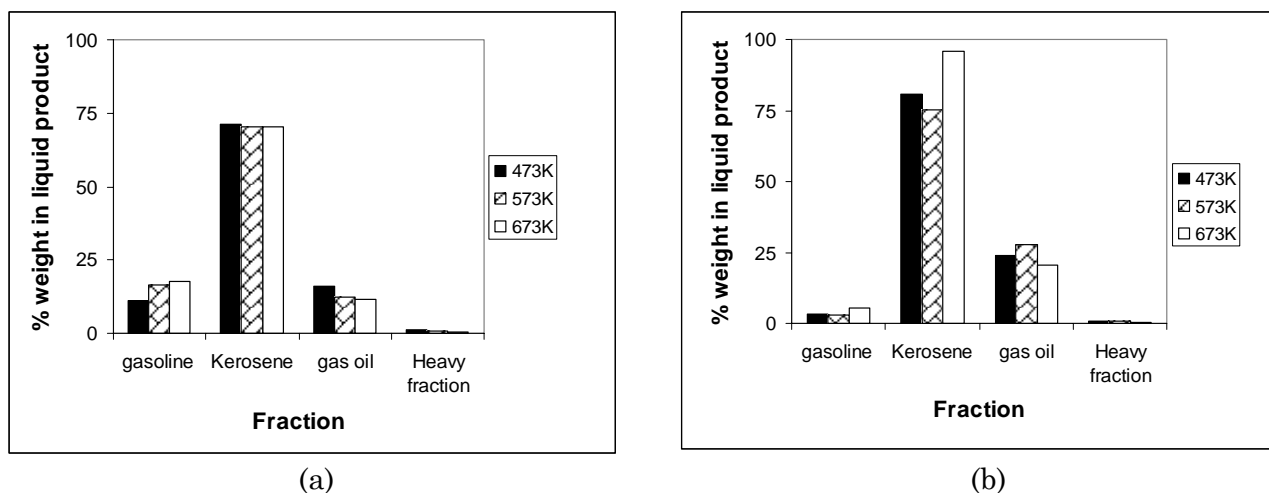 % weight in liquid product
100
75
50
25
0
gasoline Kerosene gas oil Heavy fraction
Fraction
473K
573K
673K
(a)
% weight in liquid product
100
75
50
25
0
gasoline Kerosene gas oil Heavy fraction
Fraction
473K
573K
673K
(b)